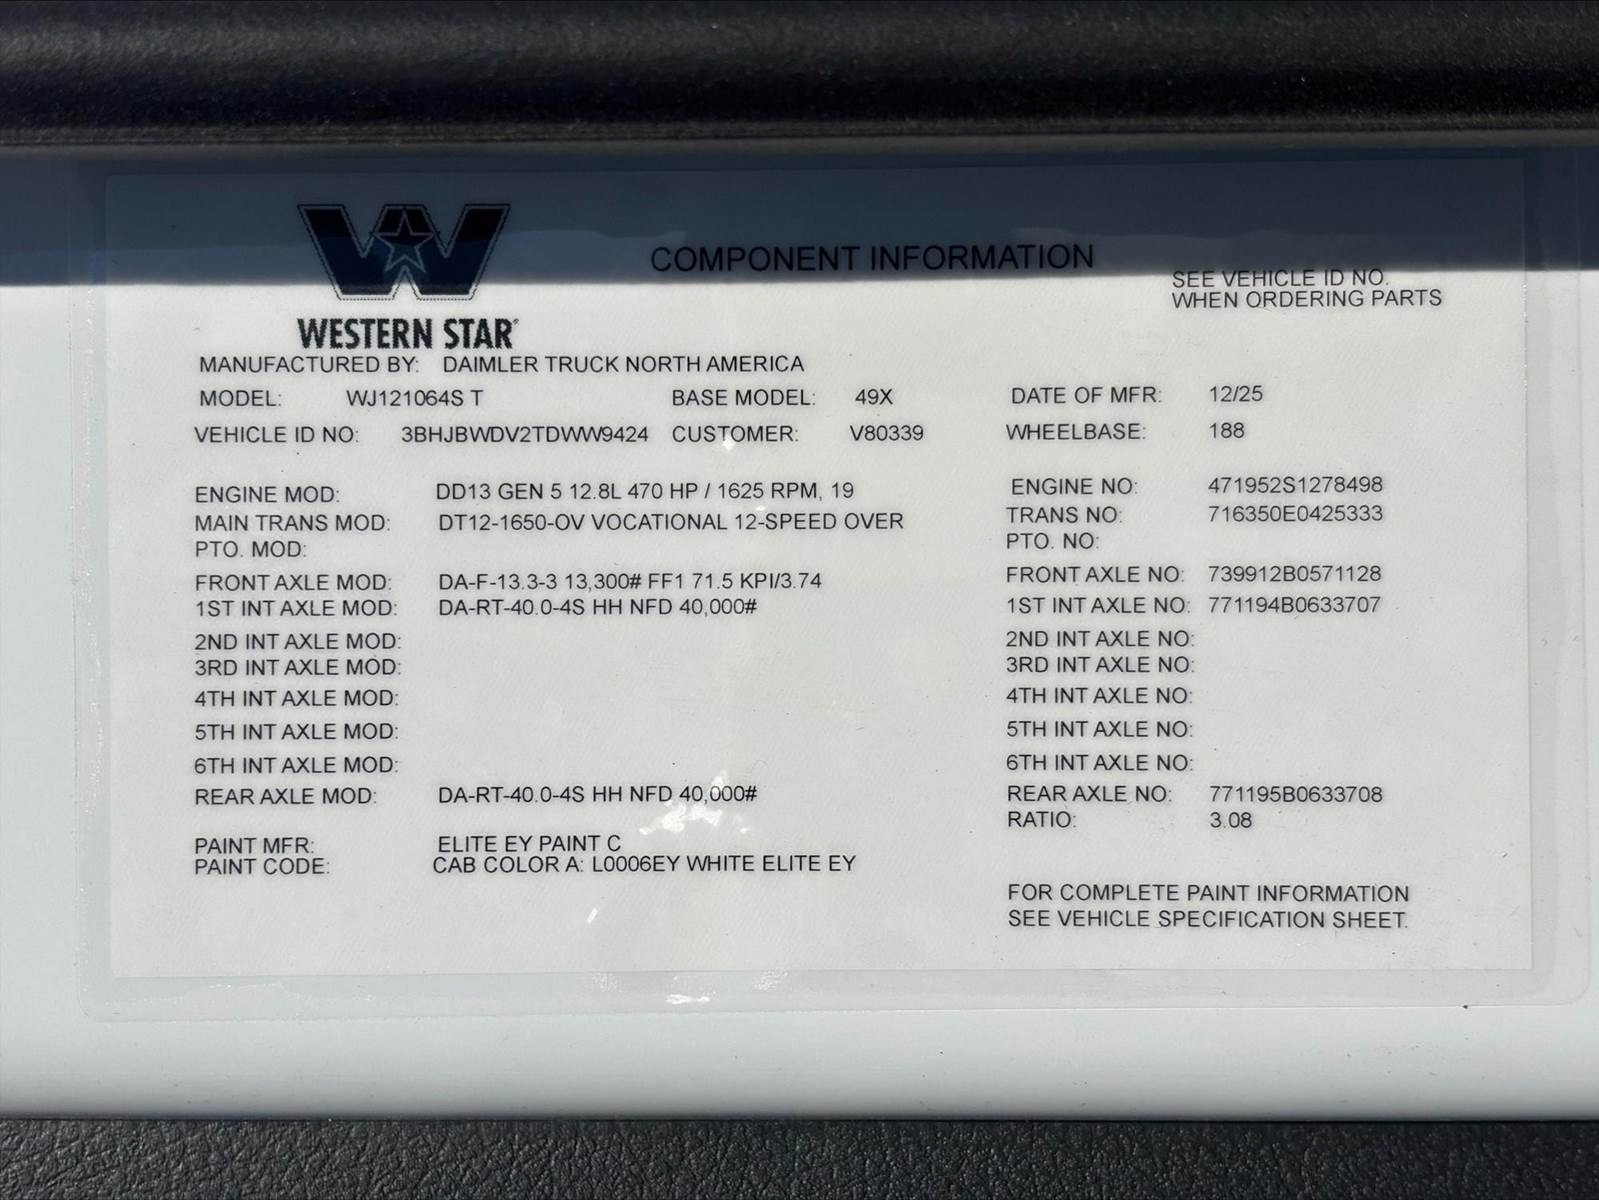 COMPONENT INFORMATION
SEE VEHICLE ID NO.
WHEN ORDERING PARTS
WESTERN STAR
MANUFACTURED BY: DAIMLER TRUCK NORTH AMERICA
MODEL: WJ121064S T BASE MODEL: 49X DATE OF MFR: 12/25
VEHICLE ID NO: 3BHJBWDV2TDWW9424 CUSTOMER: V80339 WHEELBASE: 188
ENGINE MOD: DD13 GEN 5 12.8L 470 HP / 1625 RPM, 19 ENGINE NO: 471952S1278498
MAIN TRANS MOD: DT12-1650-OV VOCATIONAL 12-SPEED OVER TRANS NO: 716350E0425333
PTO. MOD: PTO. NO:
FRONT AXLE MOD: DA-F-13.3-3 13,300# FF1 71.5 KPI/3.74 FRONT AXLE NO: 739912B0571128
1ST INT AXLE MOD: DA-RT-40.0-4S HH NFD 40,000# 1ST INT AXLE NO: 771194B0633707
2ND INT AXLE MOD: 2ND INT AXLE NO:
3RD INT AXLE MOD: 3RD INT AXLE NO:
4TH INT AXLE MOD: 4TH INT AXLE NO:
5TH INT AXLE MOD: 5TH INT AXLE NO:
6TH INT AXLE MOD: 6TH INT AXLE NO:
REAR AXLE MOD: DA-RT-40.0-4S HH NFD 40,000# REAR AXLE NO: 771195B0633708
RATIO: 3.08
PAINT MFR: ELITE EY PAINT C
PAINT CODE: CAB COLOR A: L0006EY WHITE ELITE EY
FOR COMPLETE PAINT INFORMATION
SEE VEHICLE SPECIFICATION SHEET.